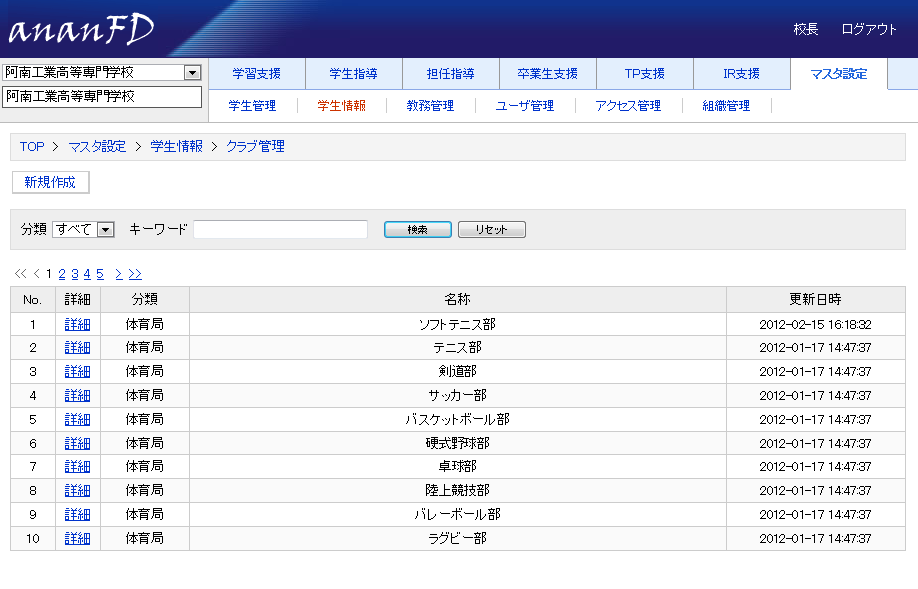 ananFD
校長 ログアウト
阿南工業高等専門学校
阿南工業高等専門学校
学習支援 学生指導 担任指導 卒業生支援 TP支援 IR支援 マスタ設定
学生管理 学生情報 教務管理 ユーザ管理 アクセス管理 組織管理
TOP > マスタ設定 > 学生情報 > クラブ管理
新規作成
分類 すべて キーワード 検索 リセット
<< < 1 2 3 4 5 > >>
No. 詳細 分類 名称 更新日時
1 詳細 体育局 ソフトテニス部 2012-02-15 16:18:32
2 詳細 体育局 テニス部 2012-01-17 14:47:37
3 詳細 体育局 剣道部 2012-01-17 14:47:37
4 詳細 体育局 サッカー部 2012-01-17 14:47:37
5 詳細 体育局 バスケットボール部 2012-01-17 14:47:37
6 詳細 体育局 硬式野球部 2012-01-17 14:47:37
7 詳細 体育局 卓球部 2012-01-17 14:47:37
8 詳細 体育局 陸上競技部 2012-01-17 14:47:37
9 詳細 体育局 バレーボール部 2012-01-17 14:47:37
10 詳細 体育局 ラグビー部 2012-01-17 14:47:37